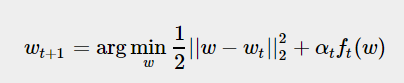 w_{t+1} = arg min_w 1/2 ||w − w_t||_2^2 + α_t f_t(w)